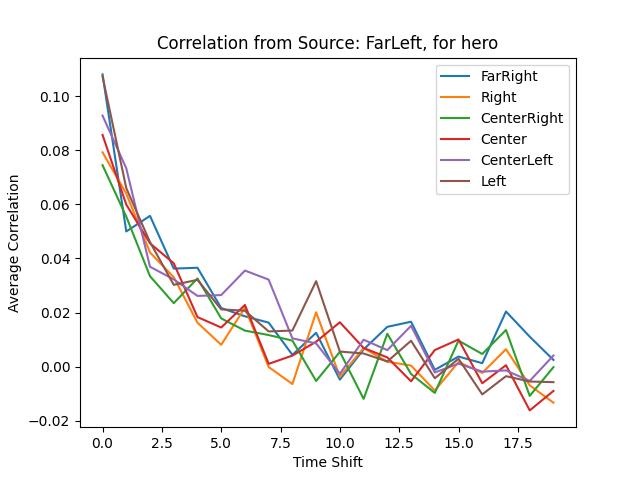 Correlation from Source: FarLeft, for hero
FarRight
Right
CenterRight
Center
CenterLeft
Left
Average Correlation
0.10
0.08
0.06
0.04
0.02
0.00
−0.02
0.0 2.5 5.0 7.5 10.0 12.5 15.0 17.5
Time Shift